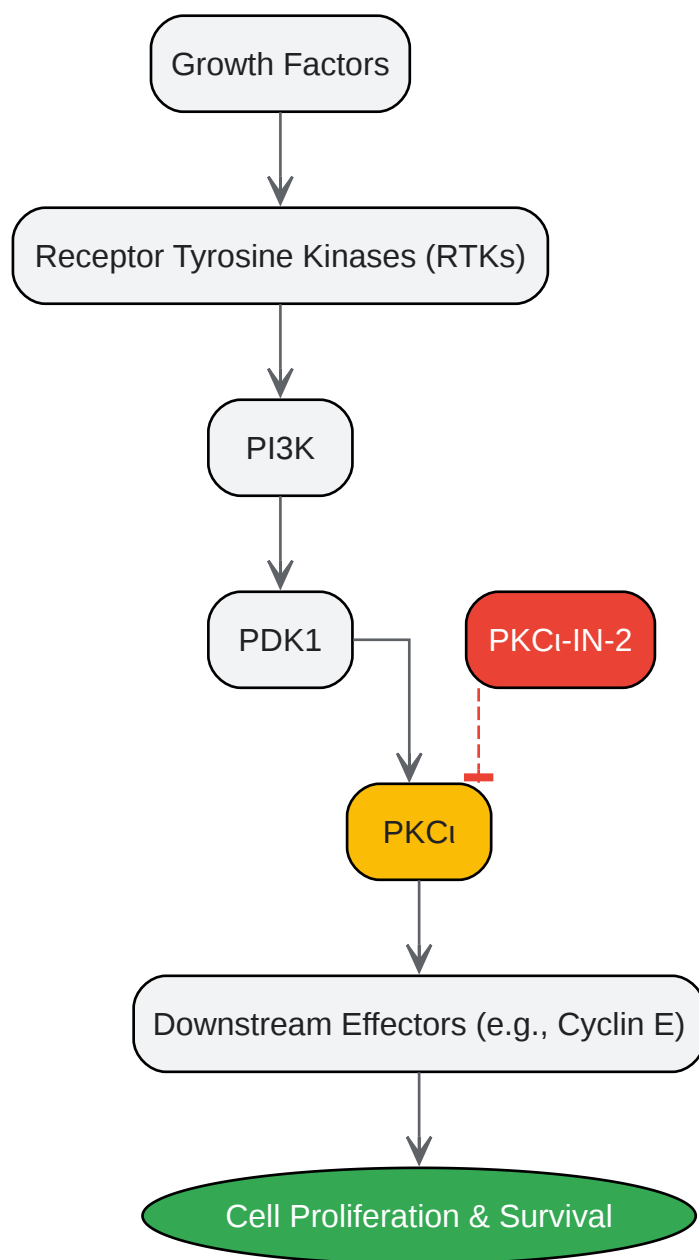 Growth Factors
Receptor Tyrosine Kinases (RTKs)
PI3K
PDK1
PKCι-IN-2
PKCι
Downstream Effectors (e.g., Cyclin E)
Cell Proliferation & Survival